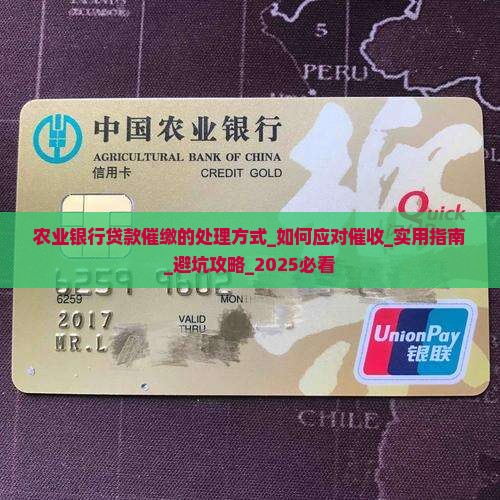 PERU
中国农业银行
AGRICULTURAL BANK OF CHINA
信用卡
CREDIT GOLD
Quick
农业银行贷款催缴的处理方式_如何应对催收_实用指南
_避坑攻略_2025必看
6259
MON
2017
VALID
THRU
MR.L
UnionPay
银联
CHILE